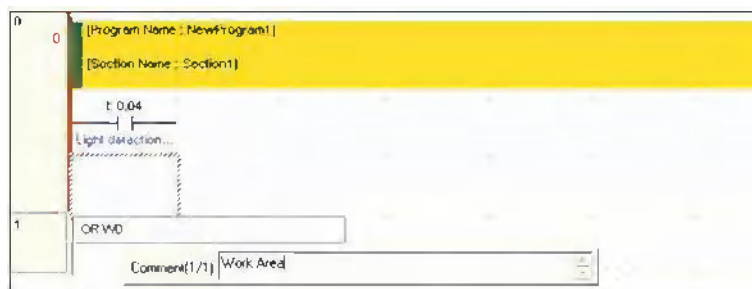 0
0
[Program Name : NewProgram1]
[Section Name : Section1]
I: 0.04
Light detection...
1
OR W0
Comment(1/1) Work Area